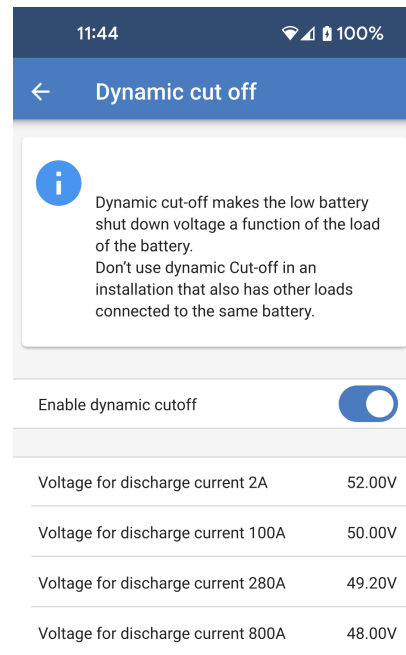 11:44 100%
Dynamic cut off
Dynamic cut-off makes the low battery
shut down voltage a function of the load
of the battery.
Don't use dynamic Cut-off in an
installation that also has other loads
connected to the same battery.
Enable dynamic cutoff
Voltage for discharge current 2A 52.00V
Voltage for discharge current 100A 50.00V
Voltage for discharge current 280A 49.20V
Voltage for discharge current 800A 48.00V